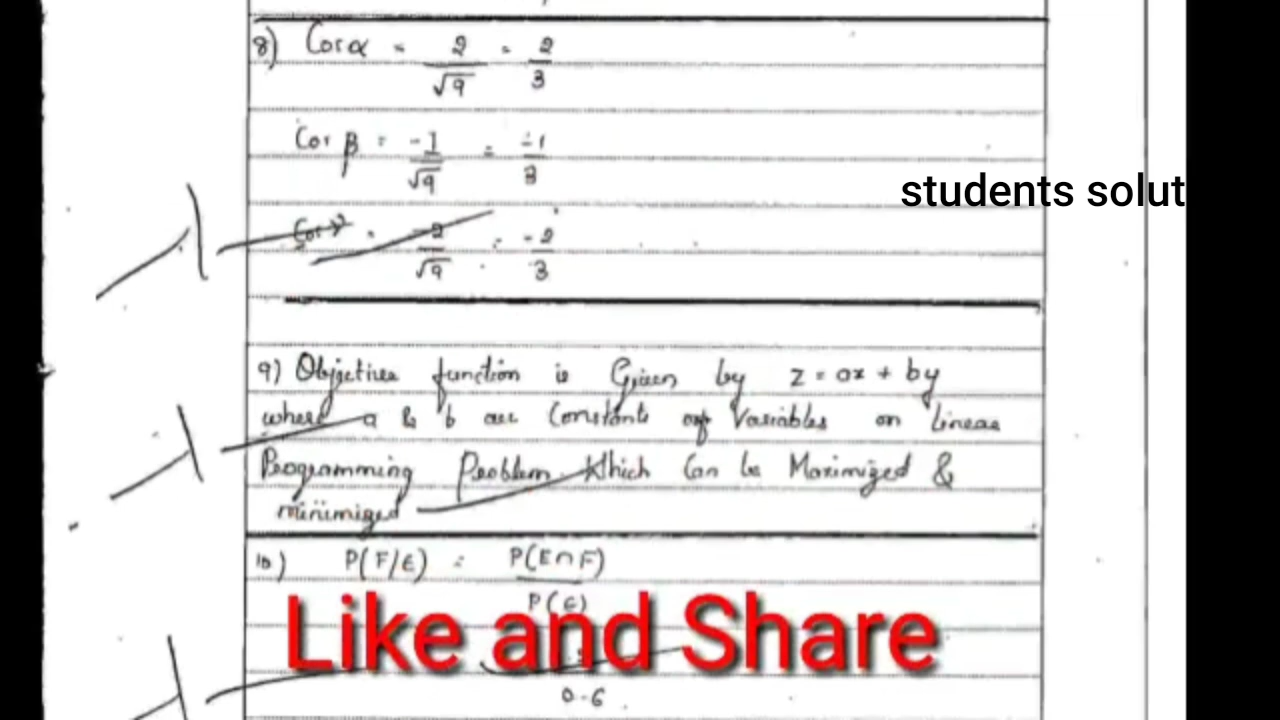 8) Cos α = 2/√9 = 2/3
Cos β = -1/√9 = -1/3
students solut
Cos γ = -2/√9 = -2/3
9) Objective function is Given by z = ax + by
where a & b are Constants of Variables on Linear
Programming Problem Which Can be Maximized &
minimized
10) P(F/E) = P(E∩F)
P(E)
Like and Share
0.6